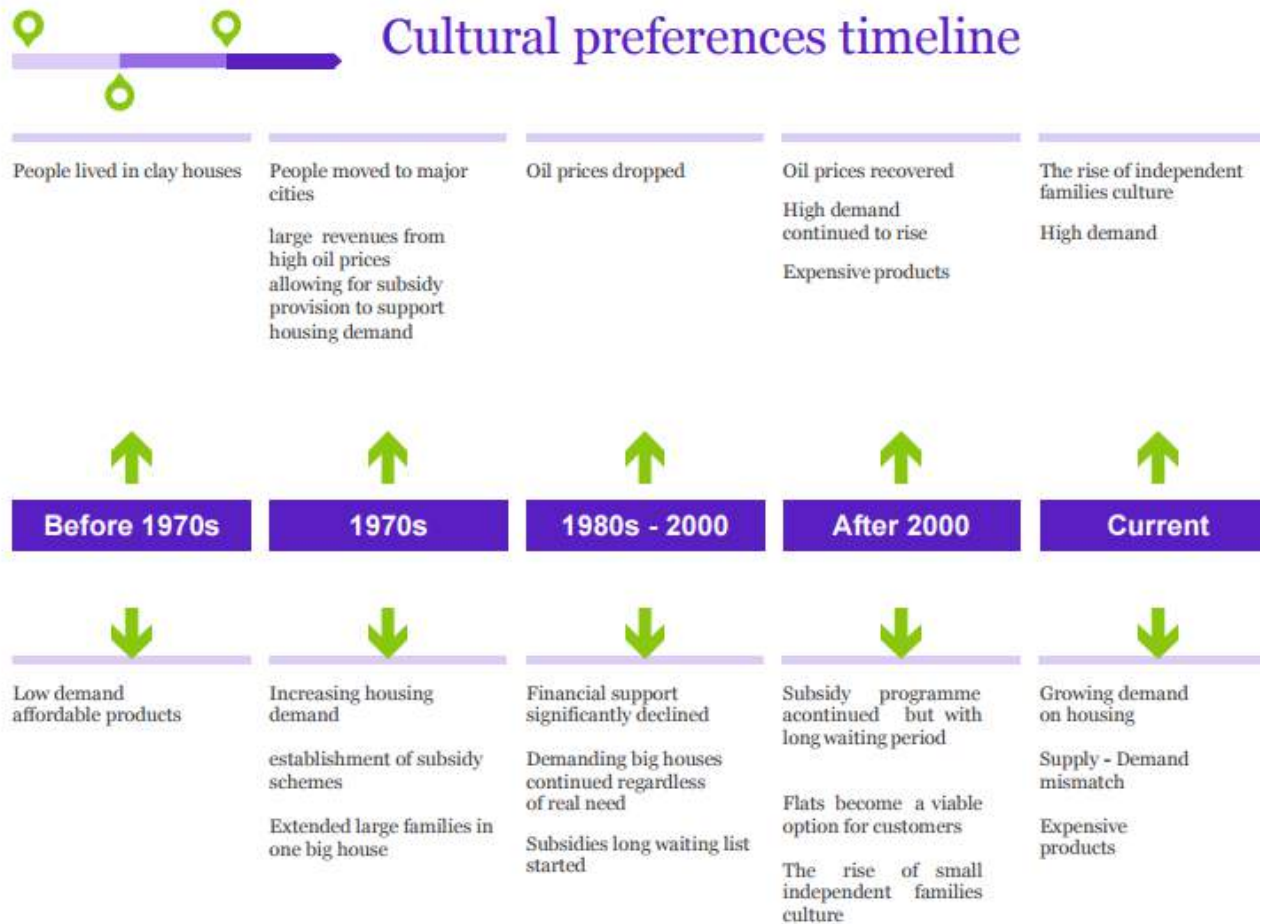 Cultural preferences timeline
People lived in clay houses
People moved to major
cities
large revenues from
high oil prices
allowing for subsidy
provision to support
housing demand
Oil prices dropped
Oil prices recovered
High demand
continued to rise
Expensive products
The rise of independent
families culture
High demand
Before 1970s
1970s
1980s - 2000
After 2000
Current
Low demand
affordable products
Increasing housing
demand
establishment of subsidy
schemes
Extended large families in
one big house
Financial support
significantly declined
Demanding big houses
continued regardless
of real need
Subsidies long waiting list
started
Subsidy programme
acontinued but with
long waiting period
Flats become a viable
option for customers
The rise of small
independent families
culture
Growing demand
on housing
Supply - Demand
mismatch
Expensive
products